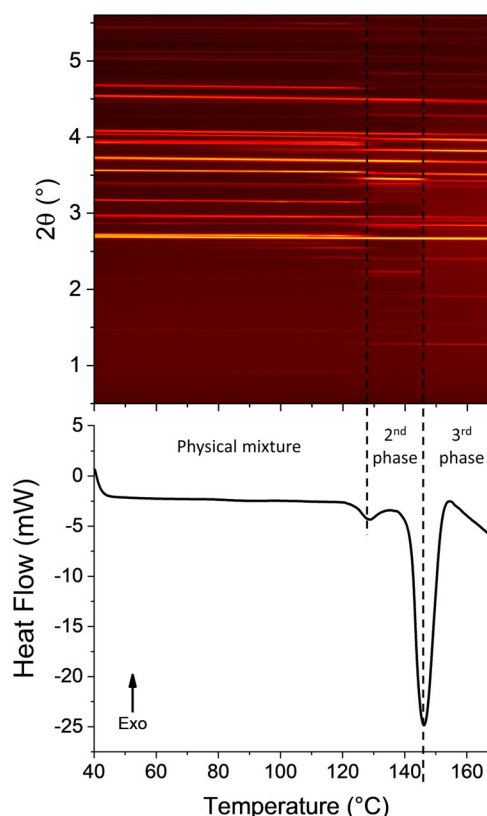 5
4
3
2
1
2θ (°)
5
0
-5
-10
-15
-20
-25
Heat Flow (mW)
Physical mixture
2nd
phase
3rd
phase
Exo
40 60 80 100 120 140 160
Temperature (°C)